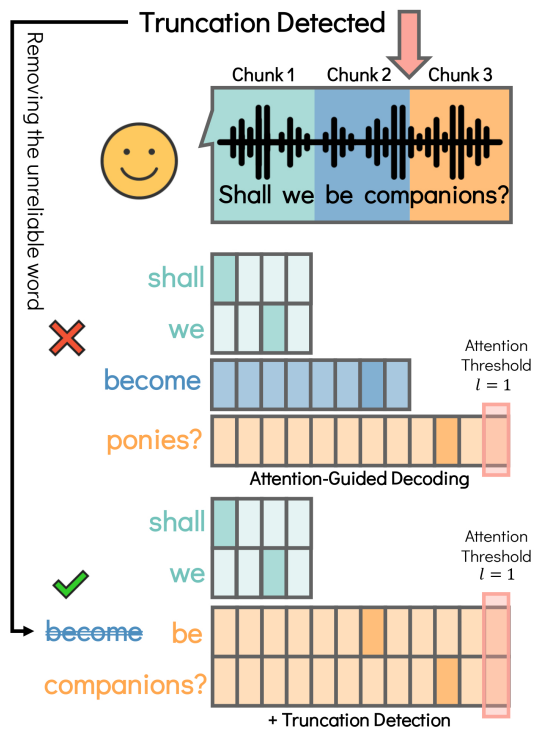 Truncation Detected
Removing the unreliable word
Chunk 1 Chunk 2 Chunk 3
Shall we be companions?
shall
we
become
ponies?
Attention
Threshold
l = 1
Attention-Guided Decoding
shall
we
Attention
Threshold
l = 1
become be
companions?
+ Truncation Detection